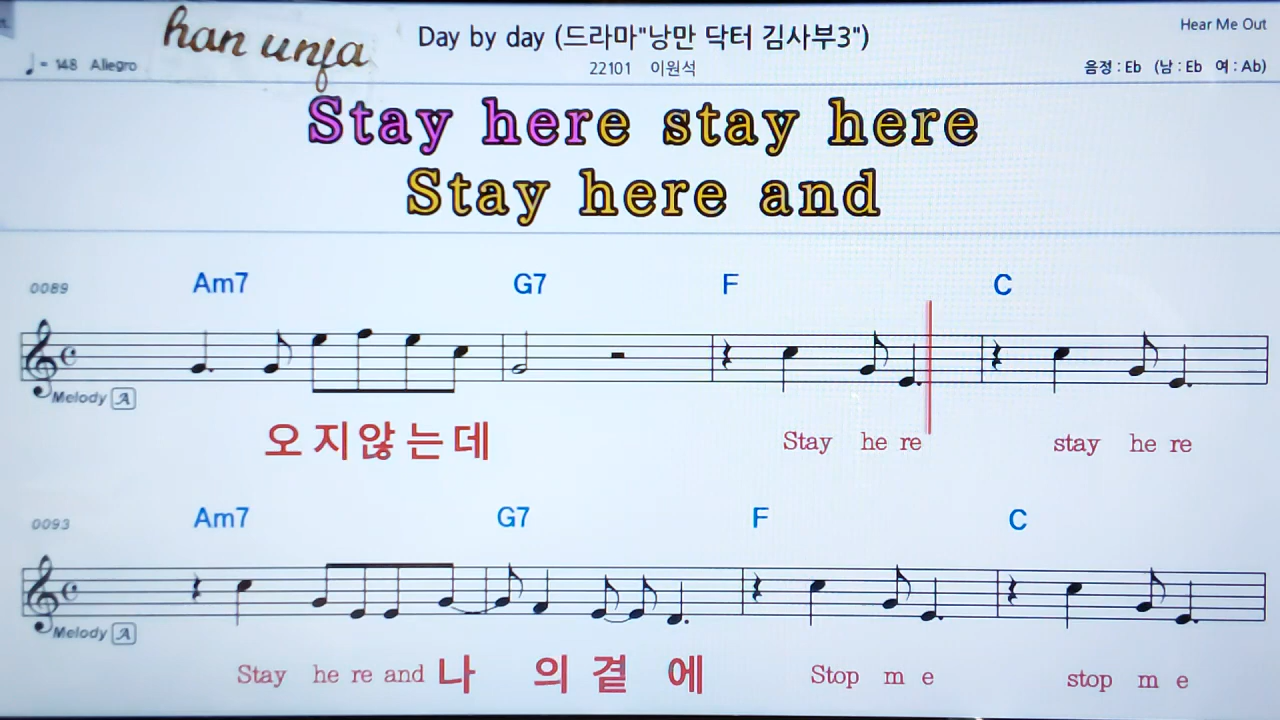 han unja
Day by day (드라마"낭만 닥터 김사부3")
Hear Me Out
♩= 148 Allegro
22101 이원석
음정 : Eb (남 : Eb 여 : Ab)
Stay here stay here
Stay here and
0089 Am7 G7 F C
Melody A
오 지않 는 데 Stay he re stay he re
0093 Am7 G7 F C
Melody A
Stay he re and 나 의 곁 에 Stop m e stop m e